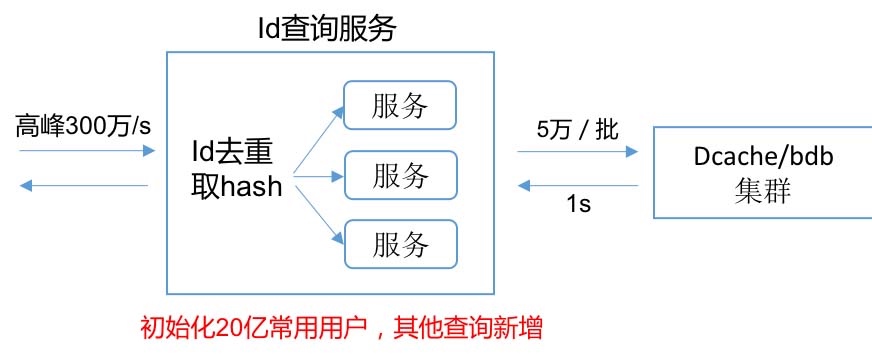 Id查询服务
高峰300万/s
Id去重
取hash
服务
服务
服务
5万/批
1s
Dcache/bdb
集群
初始化20亿常用用户，其他查询新增